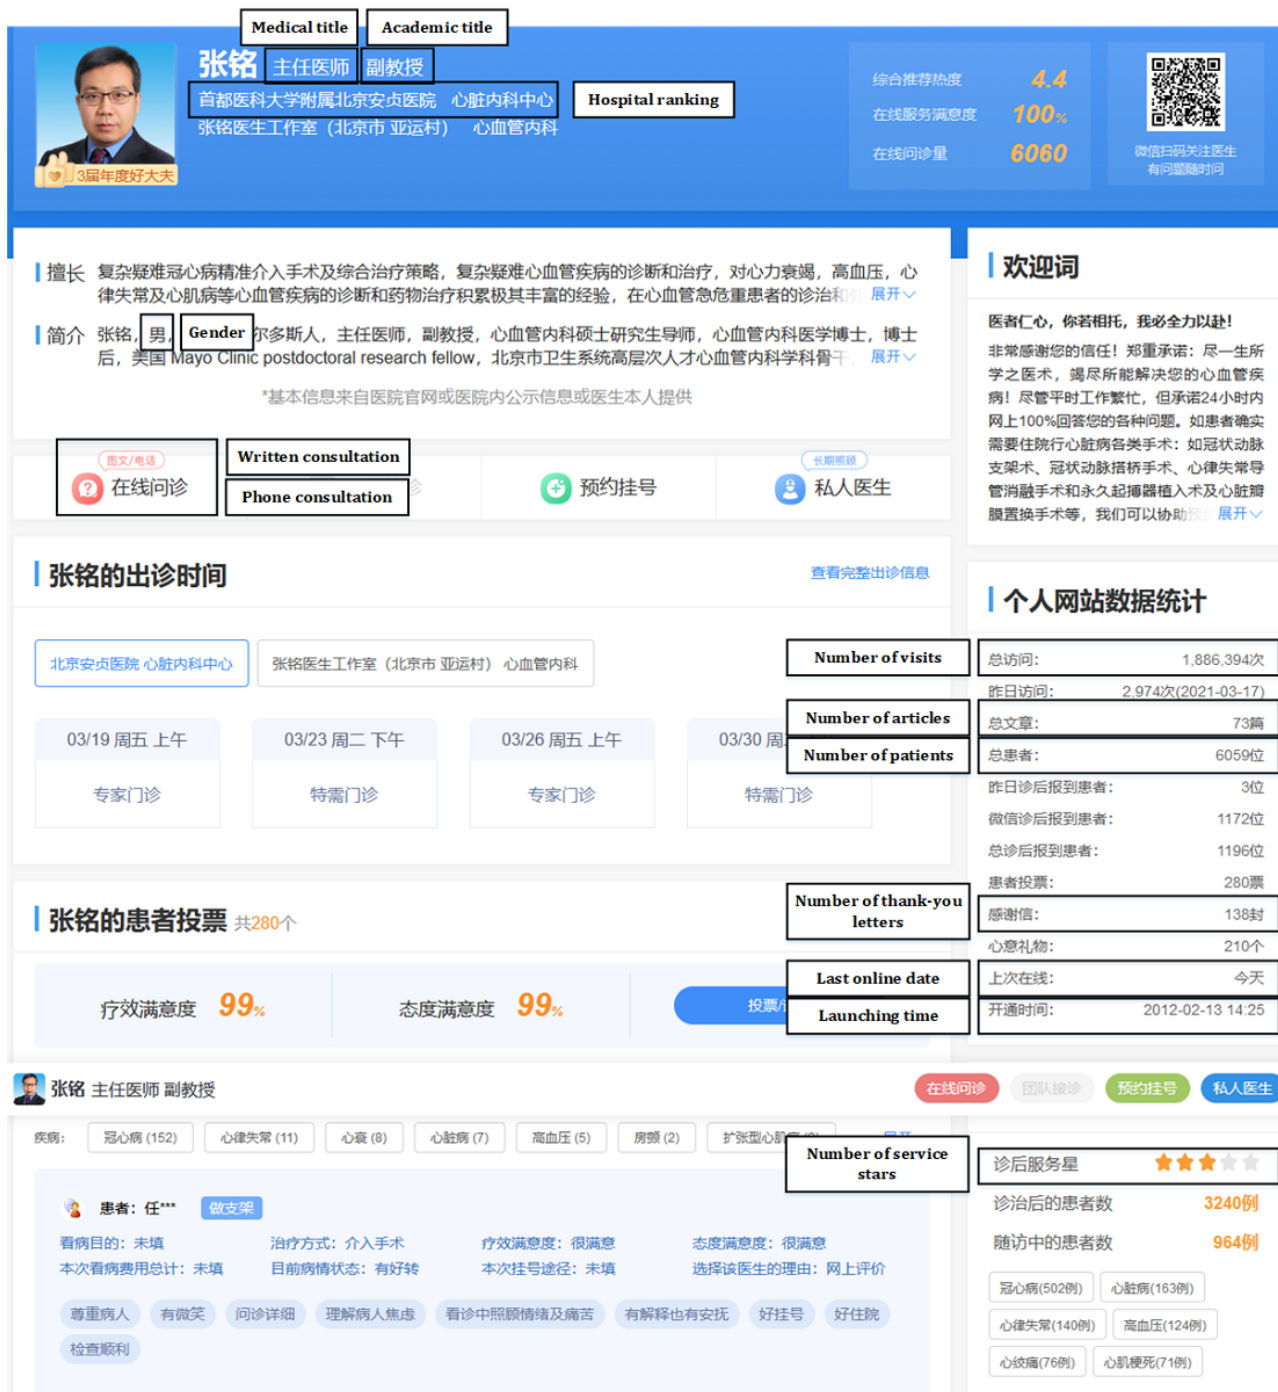 Medical title
Academic title
张铭 主任医师 副教授
首都医科大学附属北京安贞医院 心脏内科中心
Hospital ranking
张铭医生工作室（北京市 亚运村） 心血管内科
3届年度好大夫
综合推荐热度 4.4
在线服务满意度 100%
在线问诊量 6060
微信扫码关注医生
有问题随时问
擅长 复杂疑难冠心病精准介入手术及综合治疗策略，复杂疑难心血管疾病的诊断和治疗，对心力衰竭，高血压，心
律失常及心肌病等心血管疾病的诊断和药物治疗积累极其丰富的经验，在心血管急危重患者的诊治和 展开
简介 张铭，男， Gender 尔多斯人，主任医师，副教授，心血管内科硕士研究生导师，心血管内科医学博士，博士
后，美国 Mayo Clinic postdoctoral research fellow，北京市卫生系统高层次人才心血管内科学科骨干， 展开
*基本信息来自医院官网或医院内公示信息或医生本人提供
图文/电话
在线问诊
Written consultation
Phone consultation
诊
预约挂号
长期照顾
私人医生
欢迎词
医者仁心，你若相托，我必全力以赴！
非常感谢您的信任！郑重承诺：尽一生所
学之医术，竭尽所能解决您的心血管疾
病！尽管平时工作繁忙，但承诺24小时内
网上100%回答您的各种问题。如患者确实
需要住院行心脏病各类手术：如冠状动脉
支架术、冠状动脉搭桥手术、心律失常导
管消融手术和永久起搏器植入术及心脏瓣
膜置换手术等，我们可以协助 展开
张铭的出诊时间
查看完整出诊信息
北京安贞医院 心脏内科中心
张铭医生工作室（北京市 亚运村） 心血管内科
03/19 周五 上午
03/23 周二 下午
03/26 周五 上午
03/30 周
专家门诊
特需门诊
专家门诊
特需门诊
个人网站数据统计
Number of visits
总访问： 1,886,394次
昨日访问： 2,974次(2021-03-17)
Number of articles
总文章： 73篇
Number of patients
总患者： 6059位
昨日诊后报到患者： 3位
微信诊后报到患者： 1172位
总诊后报到患者： 1196位
患者投票： 280票
Number of thank-you
letters
感谢信： 138封
心意礼物： 210个
Last online date
上次在线： 今天
Launching time
开通时间： 2012-02-13 14:25
张铭的患者投票 共280个
疗效满意度 99%
态度满意度 99%
投票/
张铭 主任医师 副教授
在线问诊
团队接诊
预约挂号
私人医生
疾病：
冠心病 (152)
心律失常 (11)
心衰 (8)
心脏病 (7)
高血压 (5)
房颤 (2)
扩张型心肌
Number of service
stars
诊后服务星
诊治后的患者数 3240例
随访中的患者数 964例
冠心病(502例)
心脏病(163例)
心律失常(140例)
高血压(124例)
心绞痛(76例)
心肌梗死(71例)
患者：任***
做支架
看病目的：未填
治疗方式：介入手术
疗效满意度：很满意
态度满意度：很满意
本次看病费用总计：未填
目前病情状态：有好转
本次挂号途径：未填
选择该医生的理由：网上评价
尊重病人
有微笑
问诊详细
理解病人焦虑
看诊中照顾情绪及痛苦
有解释也有安抚
好挂号
好住院
检查顺利